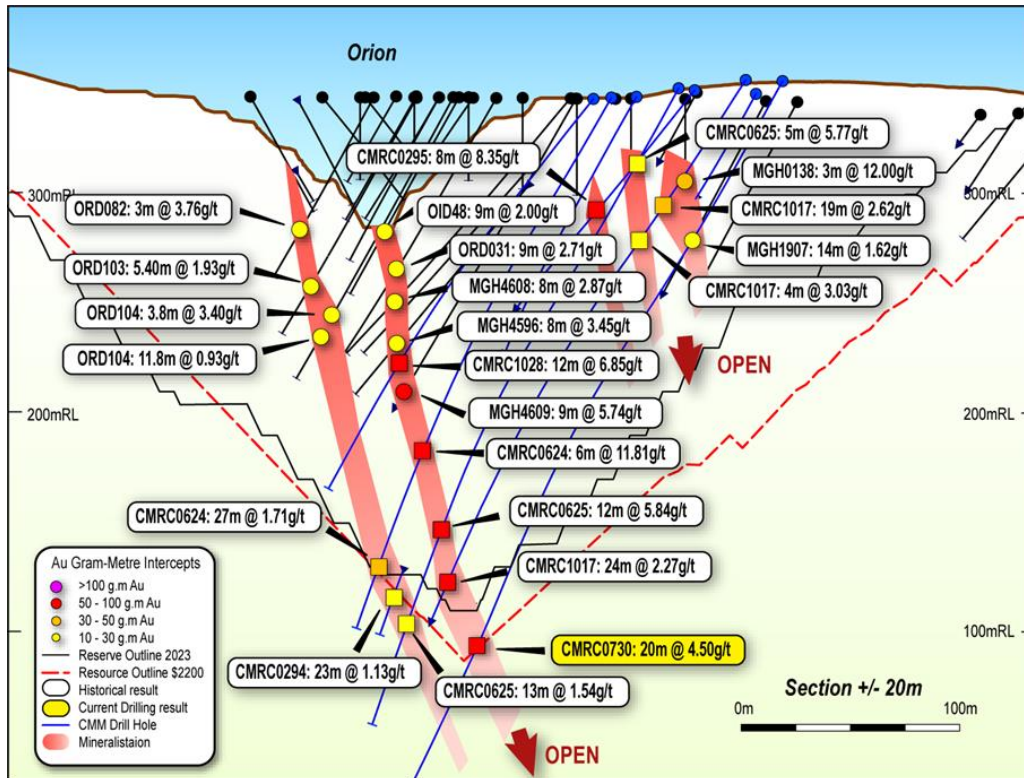 Orion
CMRC0625: 5m @ 5.77g/t
CMRC0295: 8m @ 8.35g/t
MGH0138: 3m @ 12.00g/t
300mRL
300mRL
ORD082: 3m @ 3.76g/t
OID48: 9m @ 2.00g/t
CMRC1017: 19m @ 2.62g/t
ORD031: 9m @ 2.71g/t
MGH1907: 14m @ 1.62g/t
ORD103: 5.40m @ 1.93g/t
MGH4608: 8m @ 2.87g/t
CMRC1017: 4m @ 3.03g/t
ORD104: 3.8m @ 3.40g/t
MGH4596: 8m @ 3.45g/t
ORD104: 11.8m @ 0.93g/t
CMRC1028: 12m @ 6.85g/t
OPEN
200mRL
MGH4609: 9m @ 5.74g/t
200mRL
CMRC0624: 6m @ 11.81g/t
CMRC0624: 27m @ 1.71g/t
CMRC0625: 12m @ 5.84g/t
CMRC1017: 24m @ 2.27g/t
100mRL
CMRC0730: 20m @ 4.50g/t
CMRC0294: 23m @ 1.13g/t
CMRC0625: 13m @ 1.54g/t
Section +/- 20m
0m
100m
OPEN
Au Gram-Metre Intercepts
>100 g.m Au
50 - 100 g.m Au
30 - 50 g.m Au
10 - 30 g.m Au
Reserve Outline 2023
Resource Outline $2200
Historical result
Current Drilling result
CMM Drill Hole
Mineralistaion